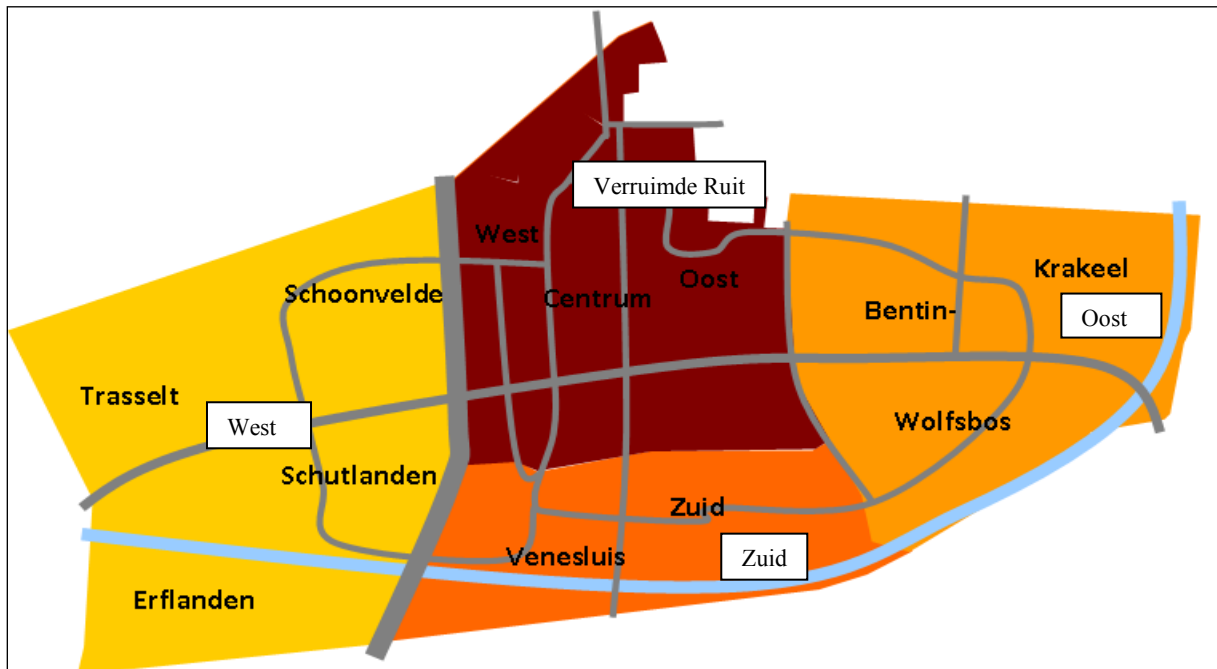 Verruimde Ruit
West
Schoonvelde
Centrum
Oost
Krakeel
Bentin-
Oost
Trasselt
West
Wolfsbos
Schutlanden
Zuid
Venesluis
Zuid
Erflanden